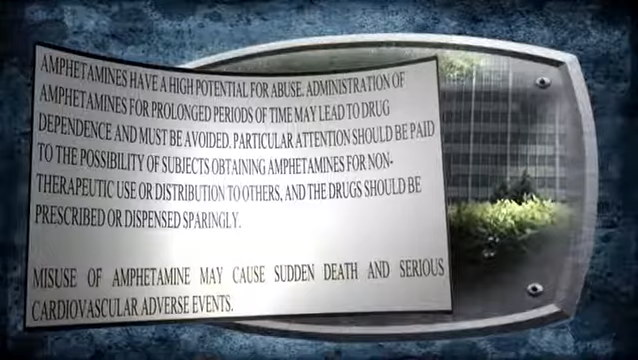 AMPHETAMINES HAVE A HIGH POTENTIAL FOR ABUSE. ADMINISTRATION OF
AMPHETAMINES FOR PROLONGED PERIODS OF TIME MAY LEAD TO DRUG
DEPENDENCE AND MUST BE AVOIDED. PARTICULAR ATTENTION SHOULD BE PAID
TO THE POSSIBILITY OF SUBJECTS OBTAINING AMPHETAMINES FOR NON-
THERAPEUTIC USE OR DISTRIBUTION TO OTHERS, AND THE DRUGS SHOULD BE
PRESCRIBED OR DISPENSED SPARINGLY.
MISUSE OF AMPHETAMINE MAY CAUSE SUDDEN DEATH AND SERIOUS
CARDIOVASCULAR ADVERSE EVENTS.